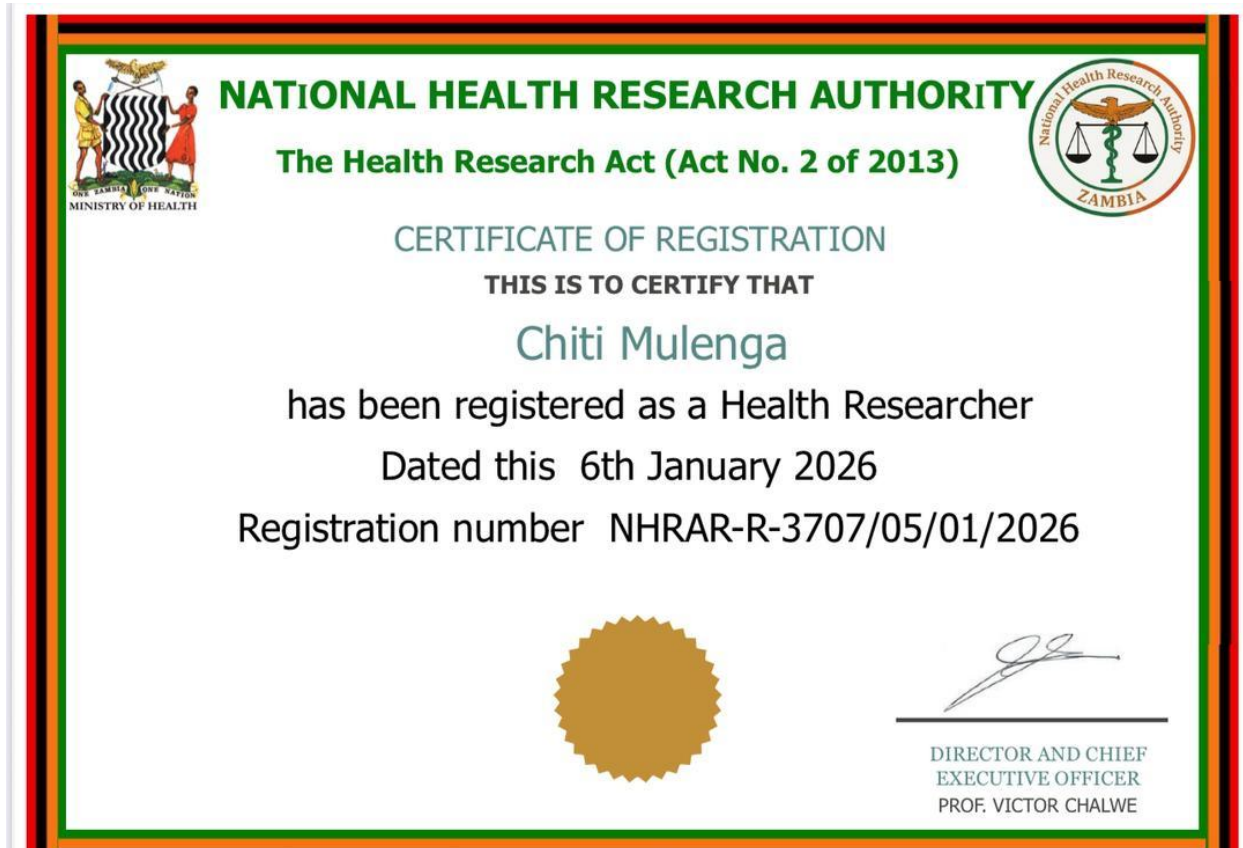 NATIONAL HEALTH RESEARCH AUTHORITY
The Health Research Act (Act No. 2 of 2013)
ONE ZAMBIA ONE NATION
MINISTRY OF HEALTH
National Health Research Authority
ZAMBIA
CERTIFICATE OF REGISTRATION
THIS IS TO CERTIFY THAT
Chiti Mulenga
has been registered as a Health Researcher
Dated this 6th January 2026
Registration number NHRAR-R-3707/05/01/2026
DIRECTOR AND CHIEF
EXECUTIVE OFFICER
PROF. VICTOR CHALWE